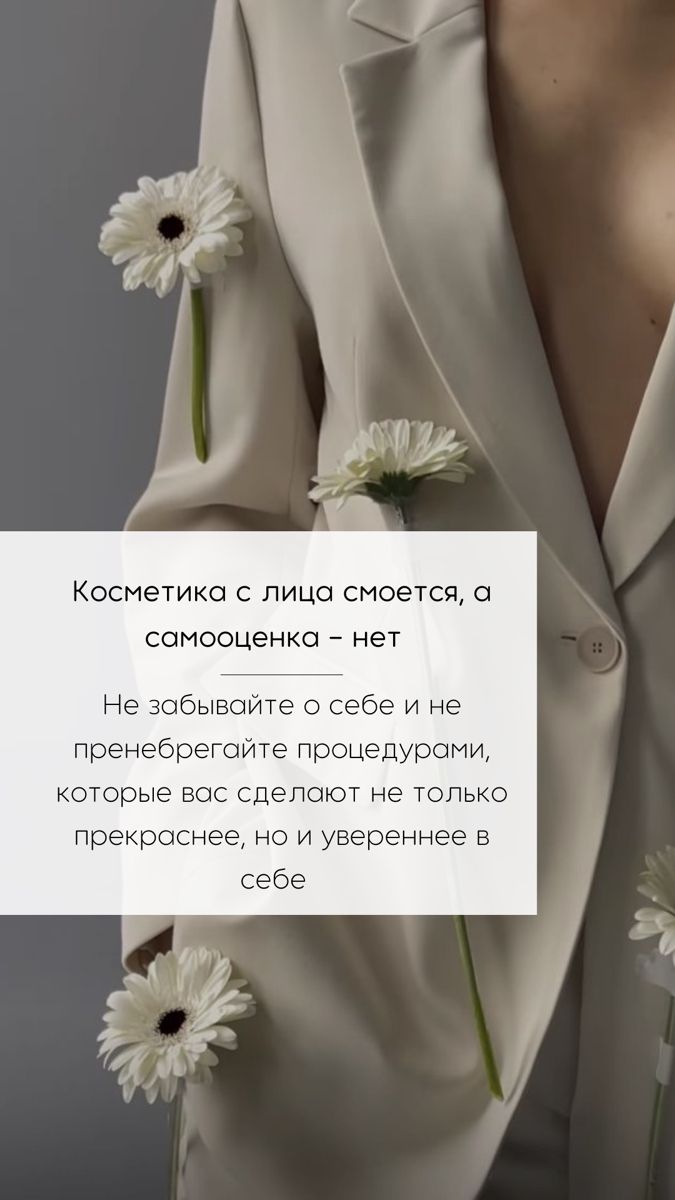 Косметика с лица смоется, а
самооценка – нет
Не забывайте о себе и не
пренебрегайте процедурами,
которые вас сделают не только
прекраснее, но и увереннее в
себе